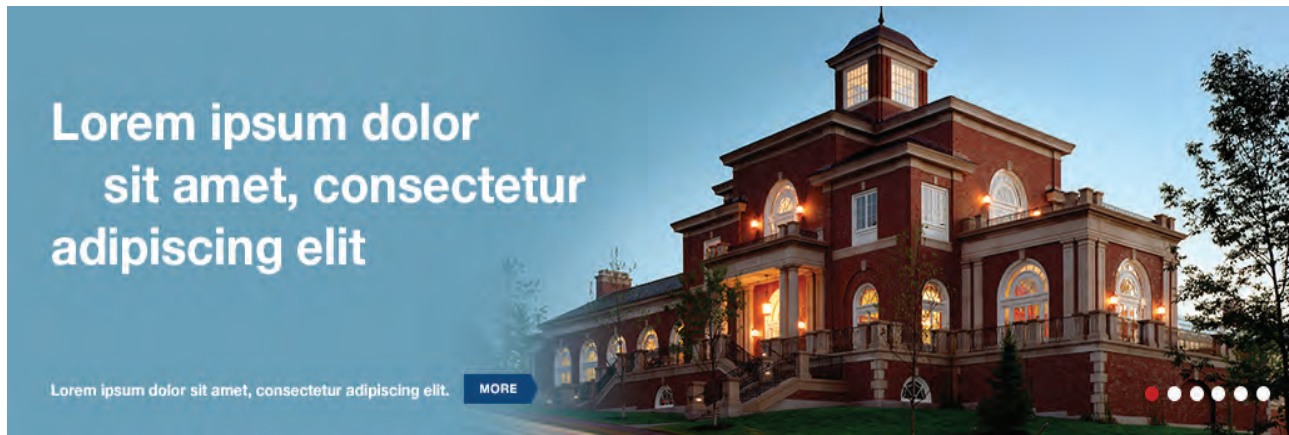 Lorem ipsum dolor
sit amet, consectetur
adipiscing elit
Lorem ipsum dolor sit amet, consectetur adipiscing elit.
MORE